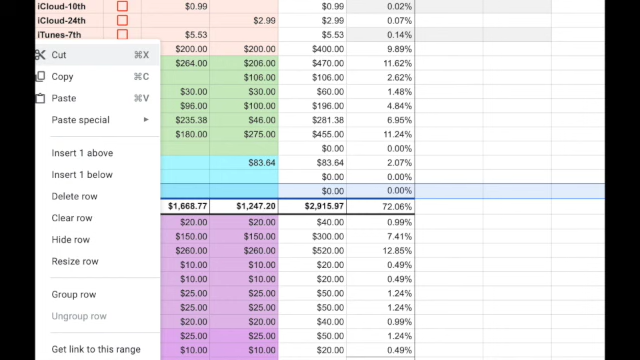 iCloud-10th $0.99 $0.99 0.02%
iCloud-24th $2.99 $2.99 0.07%
iTunes-7th $5.53 $5.53 0.14%
$200.00 $200.00 $400.00 9.89%
Cut ⌘X $264.00 $206.00 $470.00 11.62%
Copy ⌘C $106.00 $106.00 2.62%
$30.00 $30.00 $60.00 1.48%
Paste ⌘V $96.00 $100.00 $196.00 4.84%
Paste special $235.38 $46.00 $281.38 6.95%
$180.00 $275.00 $455.00 11.24%
Insert 1 above $0.00 0.00%
$83.64 $83.64 2.07%
Insert 1 below $0.00 0.00%
Delete row $0.00 0.00%
$1,668.77 $1,247.20 $2,915.97 72.06%
Clear row $20.00 $20.00 $40.00 0.99%
Hide row $150.00 $150.00 $300.00 7.41%
$260.00 $260.00 $520.00 12.85%
Resize row $10.00 $10.00 $20.00 0.49%
$10.00 $10.00 $20.00 0.49%
Group row $25.00 $25.00 $50.00 1.24%
$25.00 $25.00 $50.00 1.24%
Ungroup row $20.00 $20.00 $40.00 0.99%
$25.00 $25.00 $50.00 1.24%
Get link to this range $10.00 $10.00 $20.00 0.49%